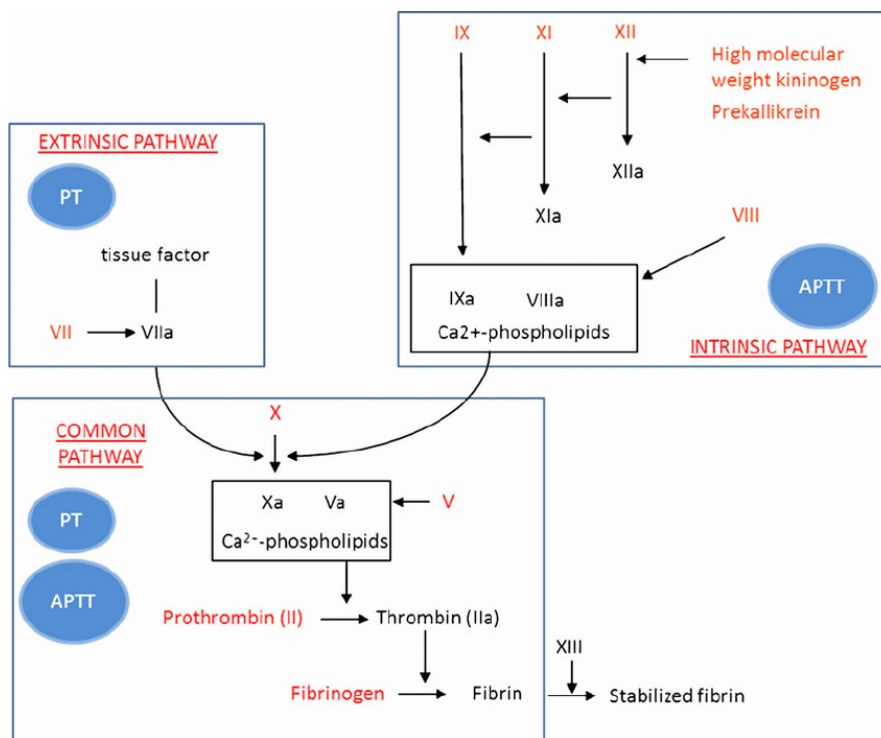 EXTRINSIC PATHWAY
PT
tissue factor
VII
VIIa
IX
XI
XII
High molecular
weight kininogen
Prekallikrein
XIIa
XIa
VIII
IXa
VIIIa
Ca2+-phospholipids
APTT
INTRINSIC PATHWAY
COMMON
PATHWAY
X
PT
APTT
Xa
Va
V
Ca²⁻-phospholipids
Prothrombin (II)
Thrombin (IIa)
Fibrinogen
Fibrin
XIII
Stabilized fibrin